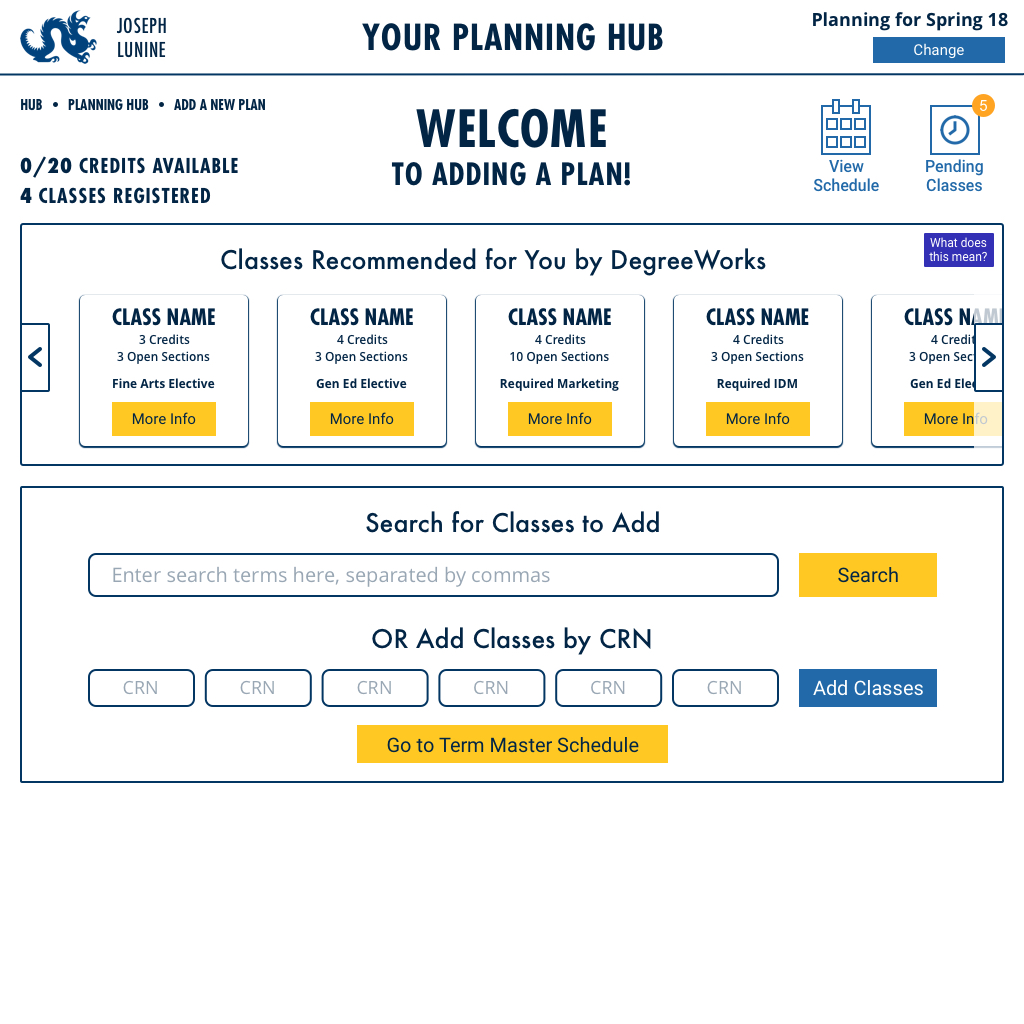 JOSEPH
LUNINE
YOUR PLANNING HUB
Planning for Spring 18
Change
HUB • PLANNING HUB • ADD A NEW PLAN
0/20 CREDITS AVAILABLE
4 CLASSES REGISTERED
WELCOME
TO ADDING A PLAN!
View
Schedule
5
Pending
Classes
Classes Recommended for You by DegreeWorks
What does
this mean?
<
CLASS NAME
3 Credits
3 Open Sections
Fine Arts Elective
More Info
CLASS NAME
4 Credits
3 Open Sections
Gen Ed Elective
More Info
CLASS NAME
4 Credits
10 Open Sections
Required Marketing
More Info
CLASS NAME
4 Credits
3 Open Sections
Required IDM
More Info
CLASS NAM
4 Credit
3 Open Sec
Gen Ed Elec
More Info
>
Search for Classes to Add
Enter search terms here, separated by commas
Search
OR Add Classes by CRN
CRN CRN CRN CRN CRN CRN
Add Classes
Go to Term Master Schedule